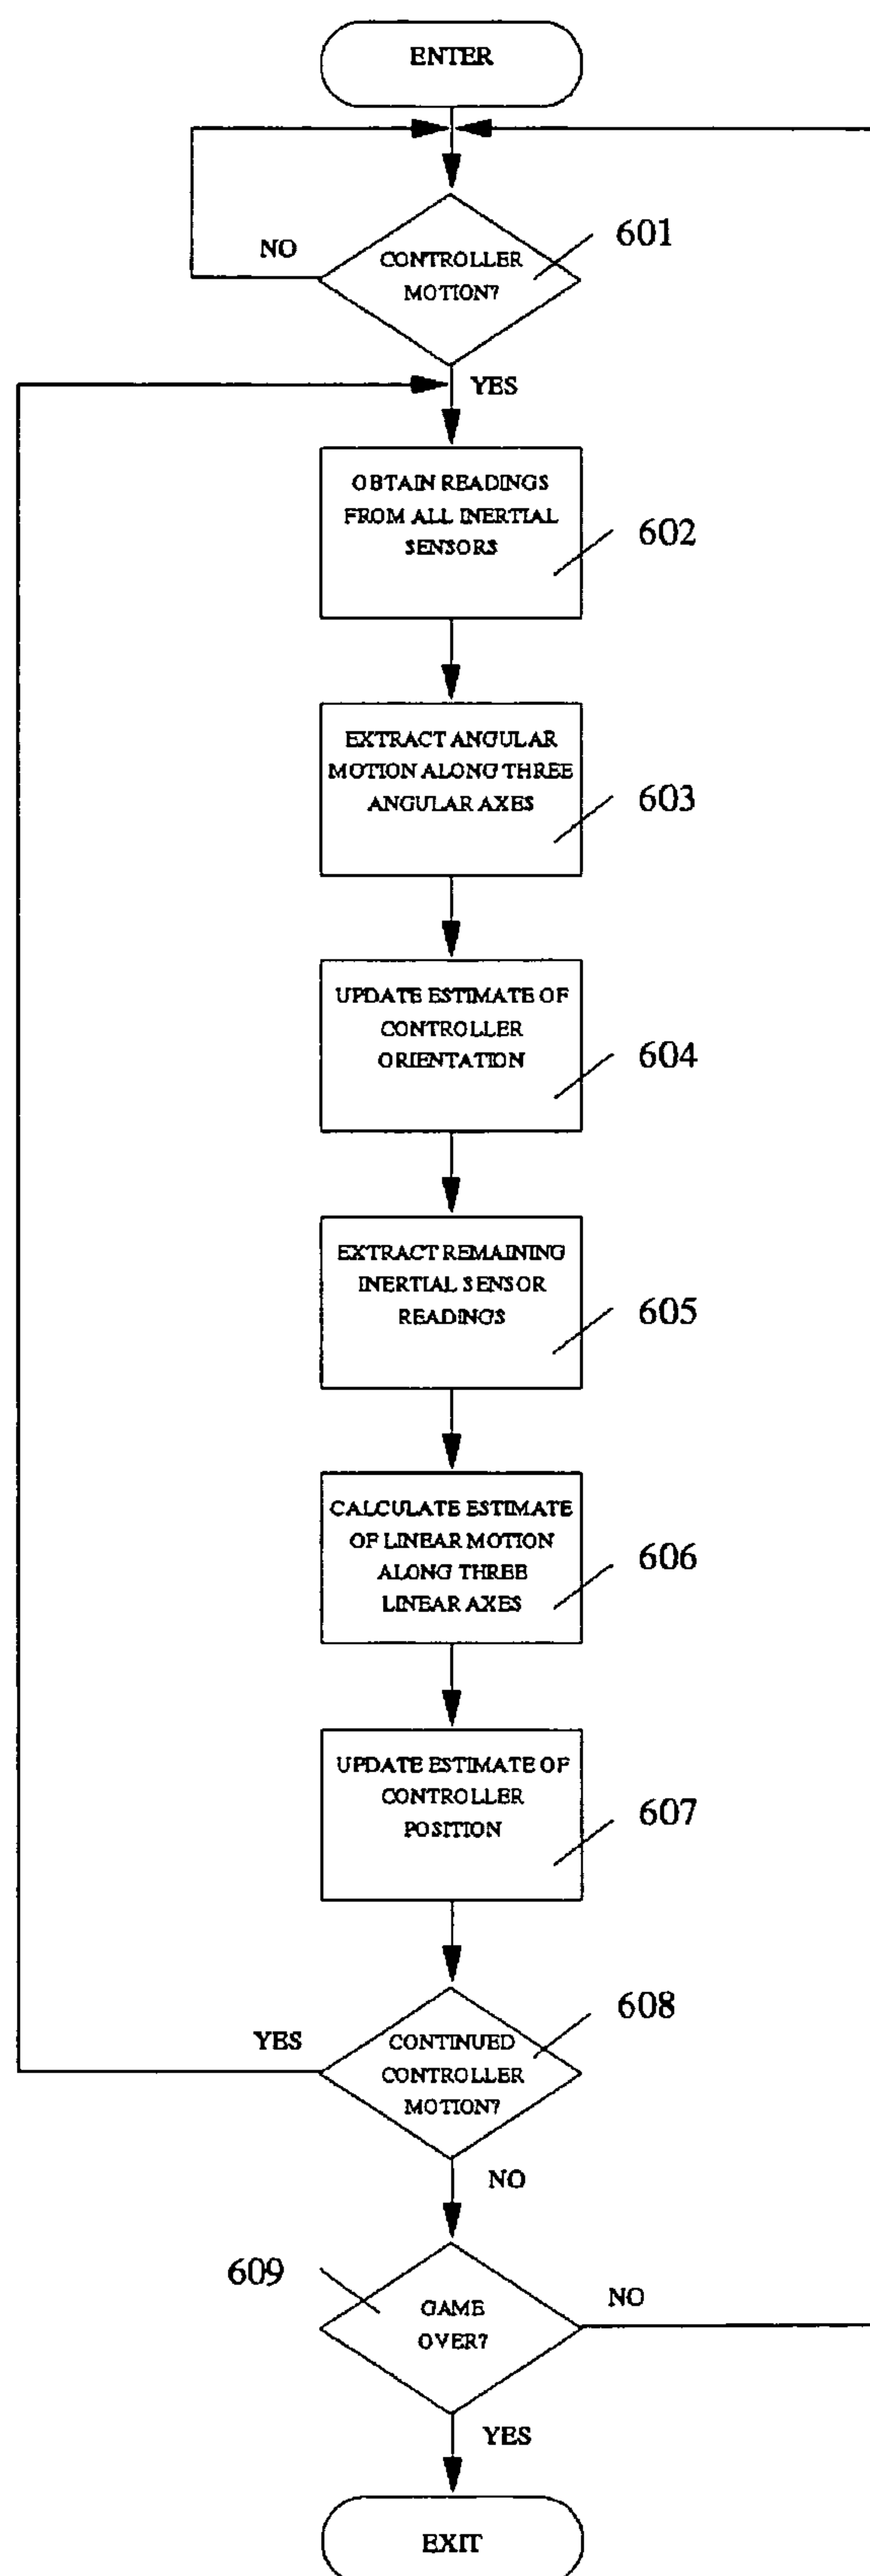 ENTER
601
CONTROLLER
MOTION?
NO
YES
OBTAIN READINGS
FROM ALL INERTIAL
SENSORS
602
EXTRACT ANGULAR
MOTION ALONG THREE
ANGULAR AXES
603
UPDATE ESTIMATE OF
CONTROLLER
ORIENTATION
604
EXTRACT REMAINING
INERTIAL SENSOR
READINGS
605
CALCULATE ESTIMATE
OF LINEAR MOTION
ALONG THREE
LINEAR AXES
606
UPDATE ESTIMATE OF
CONTROLLER
POSITION
607
608
YES
CONTINUED
CONTROLLER
MOTION?
NO
609
GAME
OVER?
NO
YES
EXIT